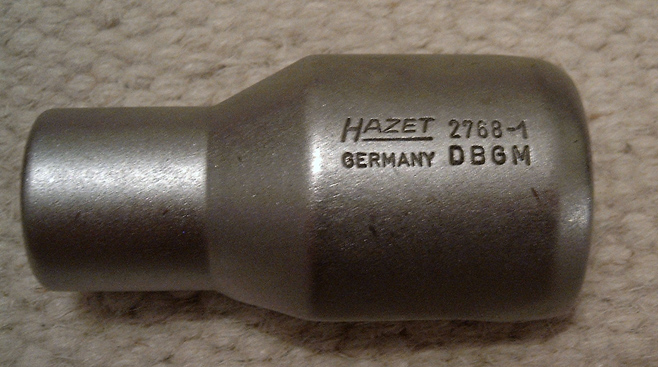 HAZET 2768-1
GERMANY DBGM